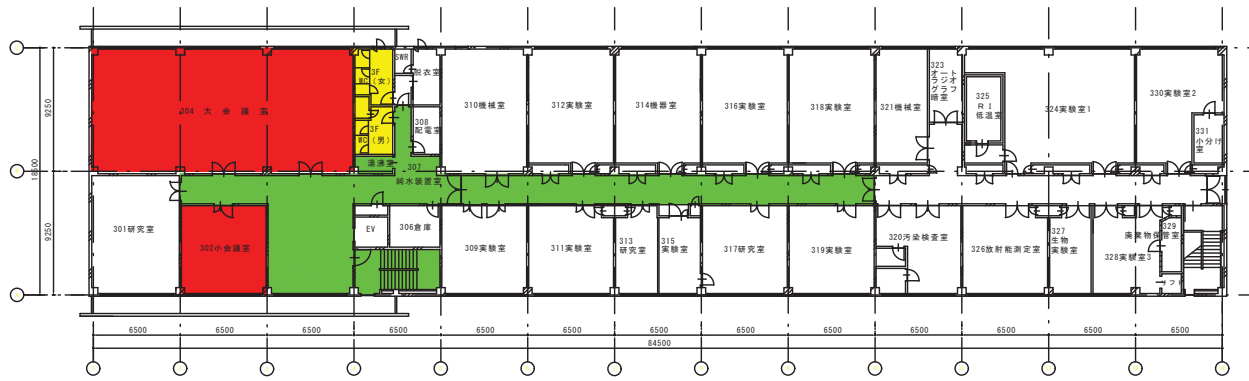 304 大 会 議 室
3F
WC (女)
SWR
脱衣室
3F
WC (男)
308
配電室
湯沸室
307
純水装置室
310機械室
312実験室
314機器室
316実験室
318実験室
321機械室
323
オートラジオグラフ
暗室
325
RI
低温室
324実験室1
330実験室2
331
小分け
室
301研究室
302小会議室
EV
306倉庫
309実験室
311実験室
313
研究室
315
実験室
317研究室
319実験室
320汚染検査室
326放射能測定室
327
生物
実験室
329
廃棄物保管室
328実験室3
リフト
9250
18500
9250
6500 6500 6500 6500 6500 6500 6500 6500 6500 6500 6500 6500 6500
84500